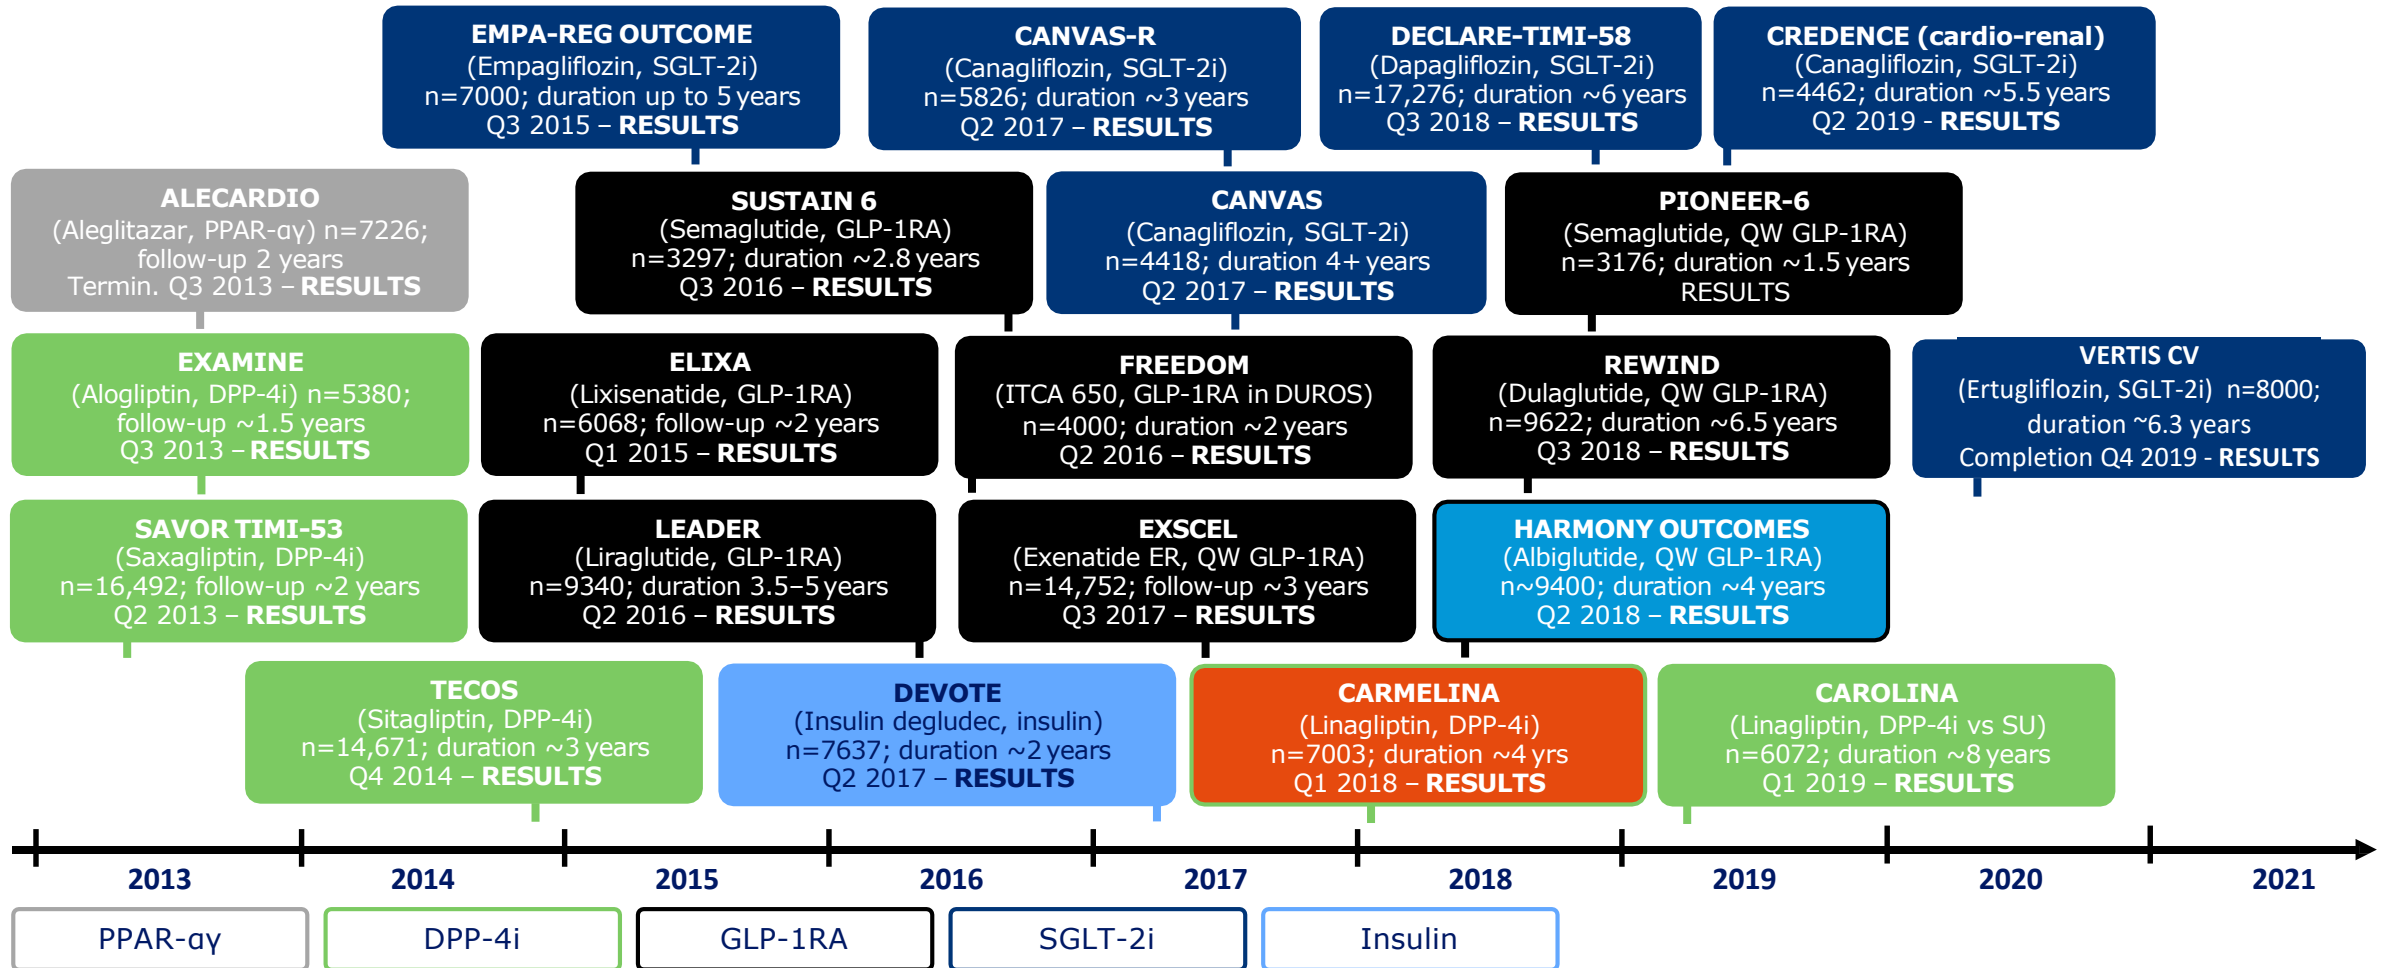 EMPA-REG OUTCOME
(Empagliflozin, SGLT-2i)
n=7000; duration up to 5 years
Q3 2015 – RESULTS
CANVAS-R
(Canagliflozin, SGLT-2i)
n=5826; duration ~3 years
Q2 2017 – RESULTS
DECLARE-TIMI-58
(Dapagliflozin, SGLT-2i)
n=17,276; duration ~6 years
Q3 2018 – RESULTS
CREDENCE (cardio-renal)
(Canagliflozin, SGLT-2i)
n=4462; duration ~5.5 years
Q2 2019 - RESULTS
ALECARDIO
(Aleglitazar, PPAR-αγ) n=7226;
follow-up 2 years
Termin. Q3 2013 – RESULTS
SUSTAIN 6
(Semaglutide, GLP-1RA)
n=3297; duration ~2.8 years
Q3 2016 – RESULTS
CANVAS
(Canagliflozin, SGLT-2i)
n=4418; duration 4+ years
Q2 2017 – RESULTS
PIONEER-6
(Semaglutide, QW GLP-1RA)
n=3176; duration ~1.5 years
RESULTS
EXAMINE
(Alogliptin, DPP-4i) n=5380;
follow-up ~1.5 years
Q3 2013 – RESULTS
ELIXA
(Lixisenatide, GLP-1RA)
n=6068; follow-up ~2 years
Q1 2015 – RESULTS
FREEDOM
(ITCA 650, GLP-1RA in DUROS)
n=4000; duration ~2 years
Q2 2016 – RESULTS
REWIND
(Dulaglutide, QW GLP-1RA)
n=9622; duration ~6.5 years
Q3 2018 – RESULTS
VERTIS CV
(Ertugliflozin, SGLT-2i) n=8000;
duration ~6.3 years
Completion Q4 2019 - RESULTS
SAVOR TIMI-53
(Saxagliptin, DPP-4i)
n=16,492; follow-up ~2 years
Q2 2013 – RESULTS
LEADER
(Liraglutide, GLP-1RA)
n=9340; duration 3.5–5 years
Q2 2016 – RESULTS
EXSCEL
(Exenatide ER, QW GLP-1RA)
n=14,752; follow-up ~3 years
Q3 2017 – RESULTS
HARMONY OUTCOMES
(Albiglutide, QW GLP-1RA)
n~9400; duration ~4 years
Q2 2018 – RESULTS
TECOS
(Sitagliptin, DPP-4i)
n=14,671; duration ~3 years
Q4 2014 – RESULTS
DEVOTE
(Insulin degludec, insulin)
n=7637; duration ~2 years
Q2 2017 – RESULTS
CARMELINA
(Linagliptin, DPP-4i)
n=7003; duration ~4 yrs
Q1 2018 – RESULTS
CAROLINA
(Linagliptin, DPP-4i vs SU)
n=6072; duration ~8 years
Q1 2019 – RESULTS
2013 2014 2015 2016 2017 2018 2019 2020 2021
PPAR-αγ
DPP-4i
GLP-1RA
SGLT-2i
Insulin